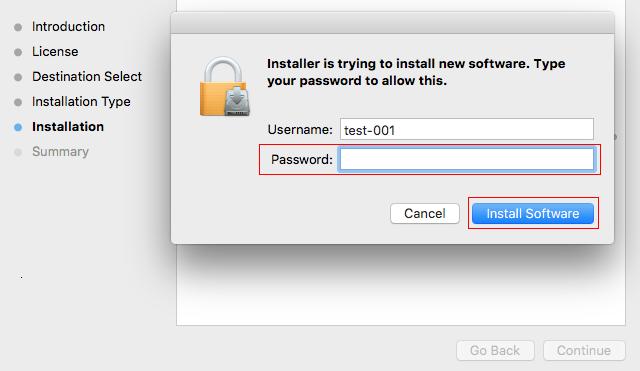 Introduction
License
Destination Select
Installation Type
Installation
Summary
Installer is trying to install new software. Type
your password to allow this.
Username: test-001
Password:
Cancel
Install Software
Go Back
Continue